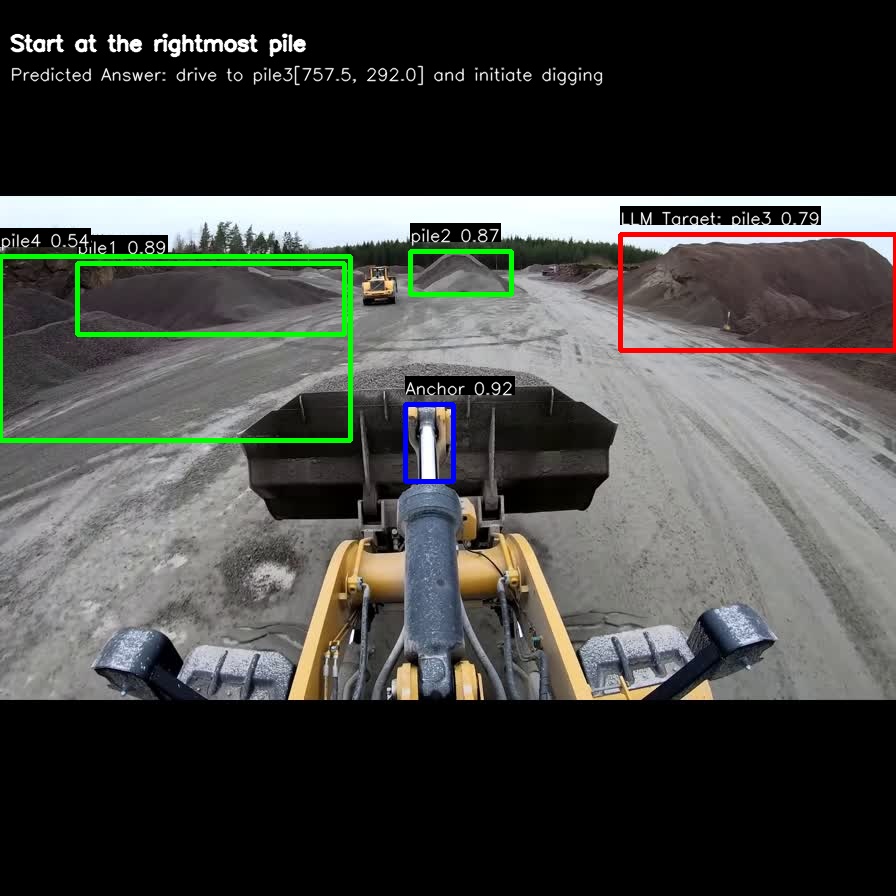 Start at the rightmost pile
Predicted Answer: drive to pile3[757.5, 292.0] and initiate digging
LLM Target: pile3 0.79
pile4 0.54
pile1 0.89
pile2 0.87
Anchor 0.92